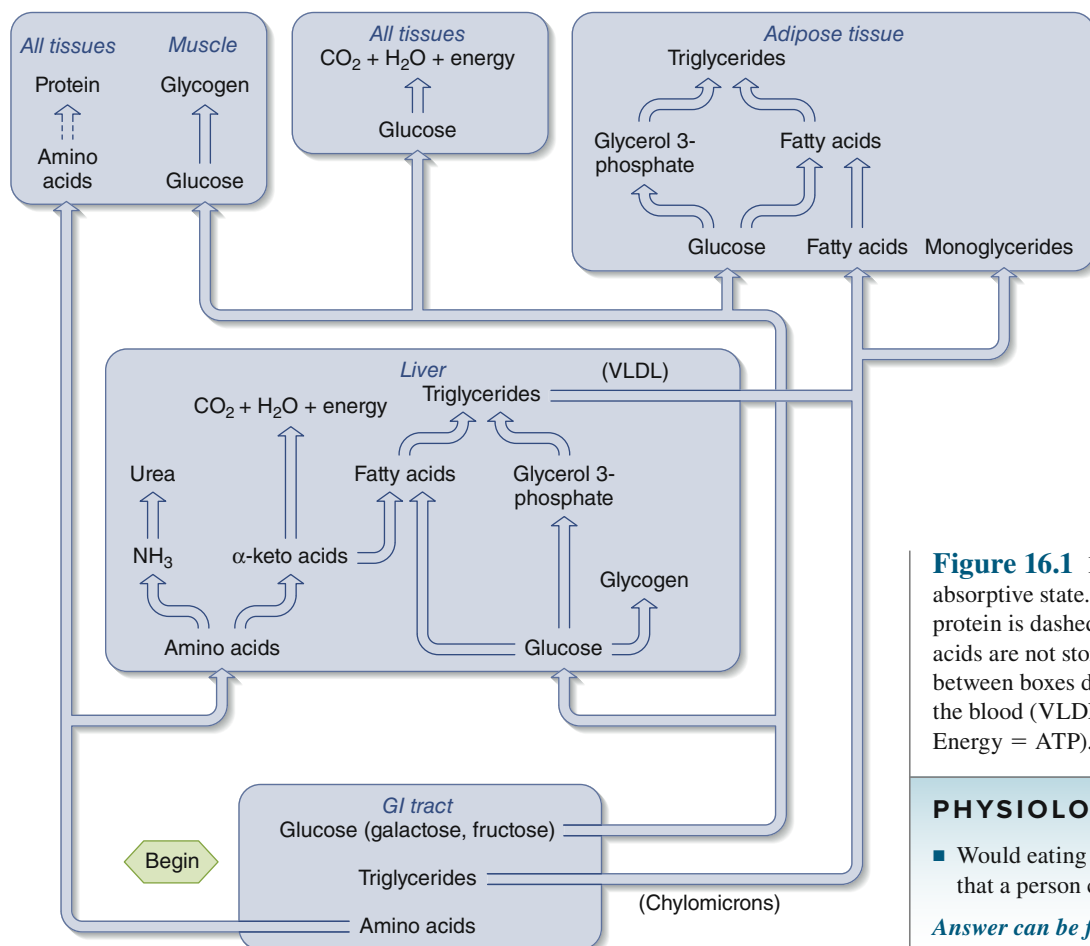 All tissues
Muscle
Protein
Glycogen
Amino
acids
Glucose
All tissues
CO2 + H2O + energy
Glucose
Adipose tissue
Triglycerides
Glycerol 3-
phosphate
Fatty acids
Glucose
Fatty acids
Monoglycerides
Liver
(VLDL)
Triglycerides
CO2 + H2O + energy
Urea
Fatty acids
Glycerol 3-
phosphate
NH3
α-keto acids
Glycogen
Amino acids
Glucose
GI tract
Glucose (galactose, fructose)
Begin
Triglycerides
(Chylomicrons)
Amino acids
Figure 16.1
absorptive state.
protein is dashed
acids are not sto
between boxes d
the blood (VLD
Energy = ATP).
PHYSIOLO
■ Would eating
that a person c
Answer can be f